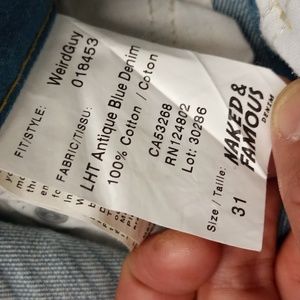 FIT/STYLE:
WeirdGuy
018453
FABRIC/TISSU:
LHT Antique Blue Denim
100% Cotton / Coton
CA53268
RN124802
Lot: 30286
NAKED &
FAMOUS
DENIM
Size / Taille:
31